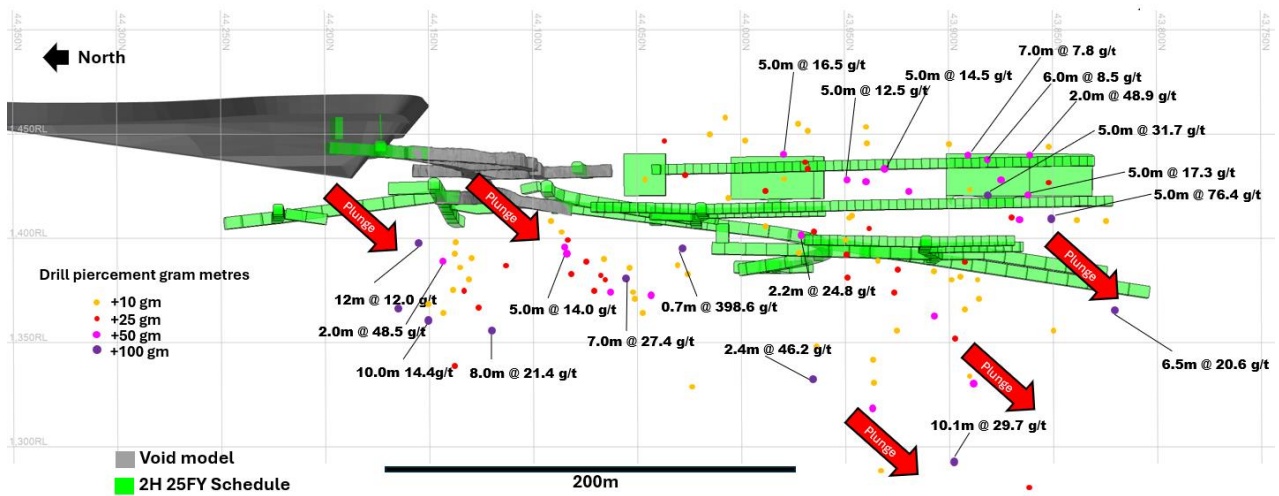 44,350N
44,300N
44,250N
44,200N
44,150N
44,100N
44,050N
44,000N
43,950N
43,900N
43,850N
43,800N
43,750N
North
7.0m @ 7.8 g/t
5.0m @ 16.5 g/t
5.0m @ 14.5 g/t
6.0m @ 8.5 g/t
5.0m @ 12.5 g/t
2.0m @ 48.9 g/t
1,450RL
5.0m @ 31.7 g/t
5.0m @ 17.3 g/t
5.0m @ 76.4 g/t
Plunge
Plunge
1,400RL
Plunge
Drill piercement gram metres
+10 gm
+25 gm
+50 gm
+100 gm
12m @ 12.0 g/t
2.0m @ 48.5 g/t
5.0m @ 14.0 g/t
0.7m @ 398.6 g/t
2.2m @ 24.8 g/t
1,350RL
7.0m @ 27.4 g/t
2.4m @ 46.2 g/t
10.0m 14.4g/t
8.0m @ 21.4 g/t
6.5m @ 20.6 g/t
Plunge
Plunge
10.1m @ 29.7 g/t
1,300RL
Void model
2H 25FY Schedule
200m